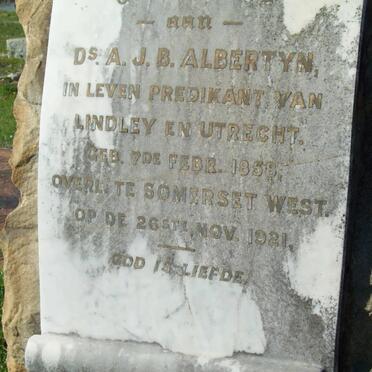 — aan —
Ds. A. J. B. ALBERTYN,
IN LEVEN PREDIKANT VAN
LINDLEY EN UTRECHT.
GEB. 7DE FEBR. 1858,
OVERL. TE SOMERSET WEST.
OP DE 26STE NOV. 1921.
GOD IS LIEFDE.